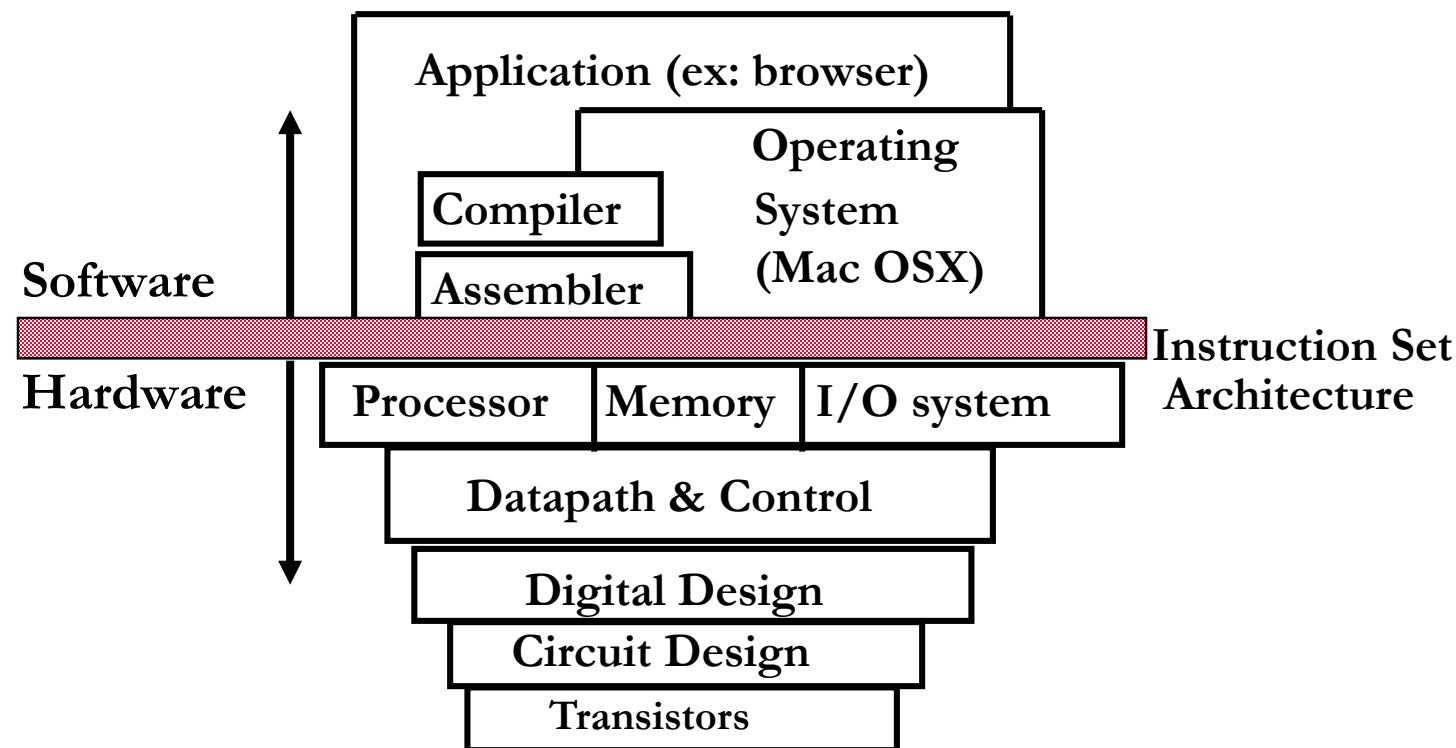 Application (ex: browser)
Operating
System
(Mac OSX)
Compiler
Assembler
Software
Hardware
Instruction Set
Architecture
Processor
Memory
I/O system
Datapath & Control
Digital Design
Circuit Design
Transistors